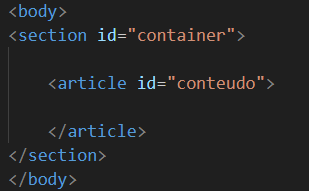 <body>
<section id="container">
<article id="conteudo">
</article>
</section>
</body>